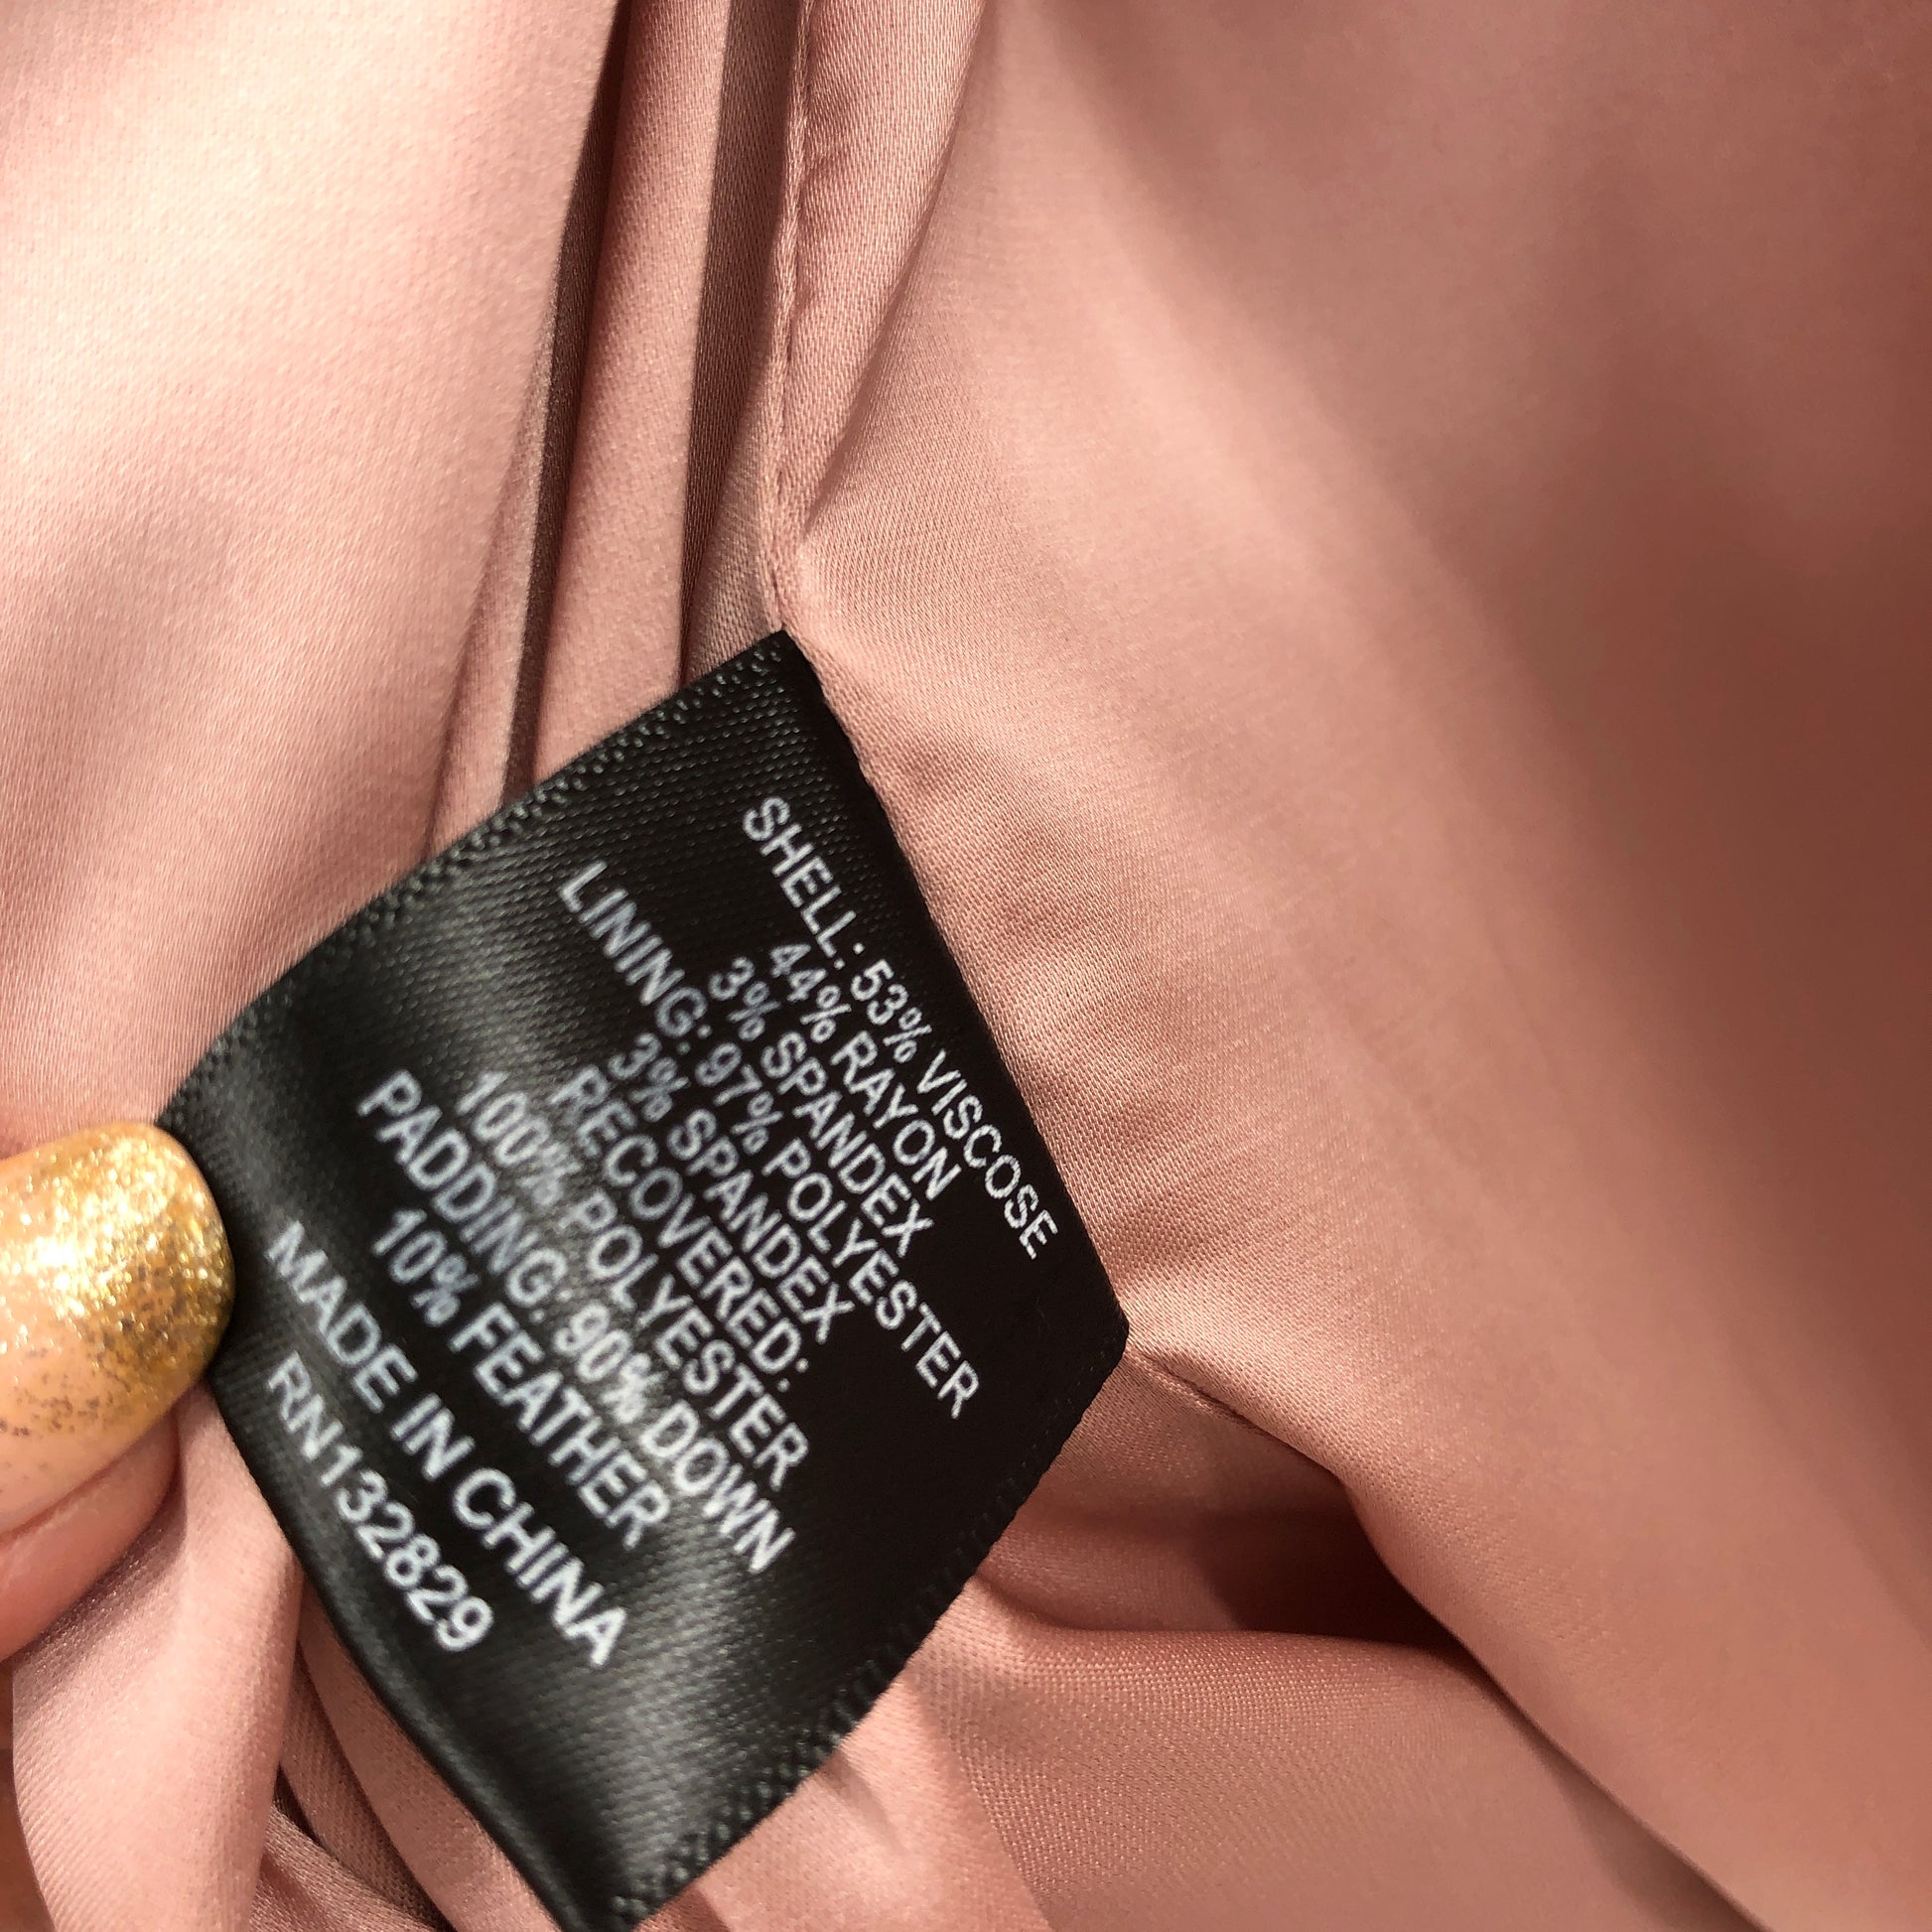 SHELL: 53% VISCOSE
44% RAYON
3% SPANDEX
LINING: 97% POLYESTER
3% SPANDEX
RECOVERED:
100% POLYESTER
PADDING: 90% DOWN
10% FEATHER
MADE IN CHINA
RN132829